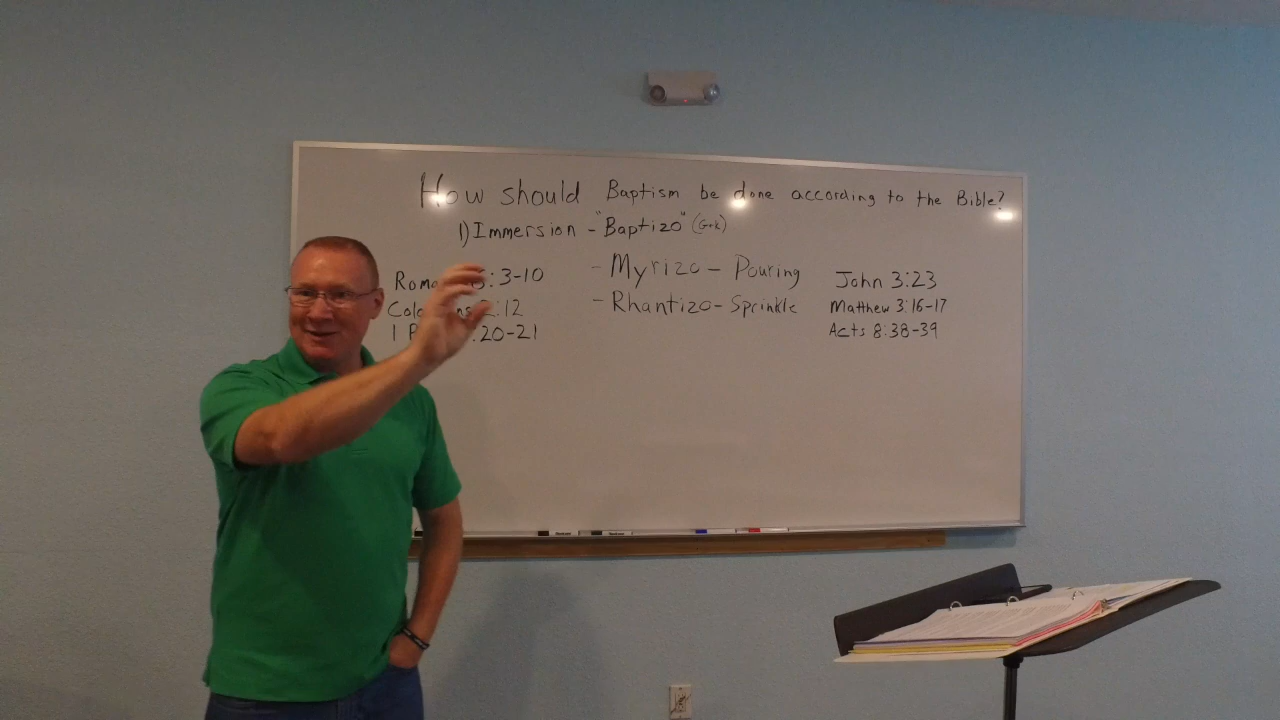 How should Baptism be done according to the Bible?
1) Immersion - "Baptizo" (Grk)
- Myrizo - Pouring
- Rhantizo - Sprinkle
: 3-10
:12
:20-21
John 3:23
Matthew 3:16-17
Acts 8:38-39